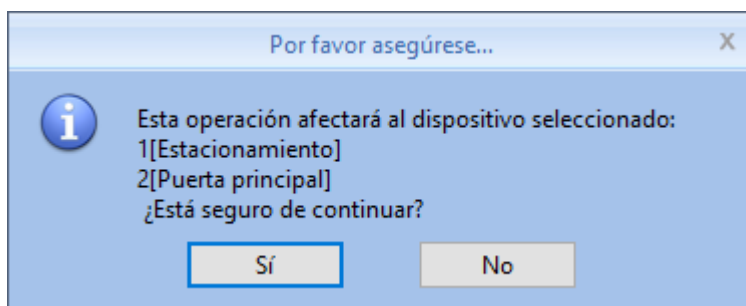 Por favor asegúrese...
X
Esta operación afectará al dispositivo seleccionado:
1[Estacionamiento]
2[Puerta principal]
¿Está seguro de continuar?
Sí
No